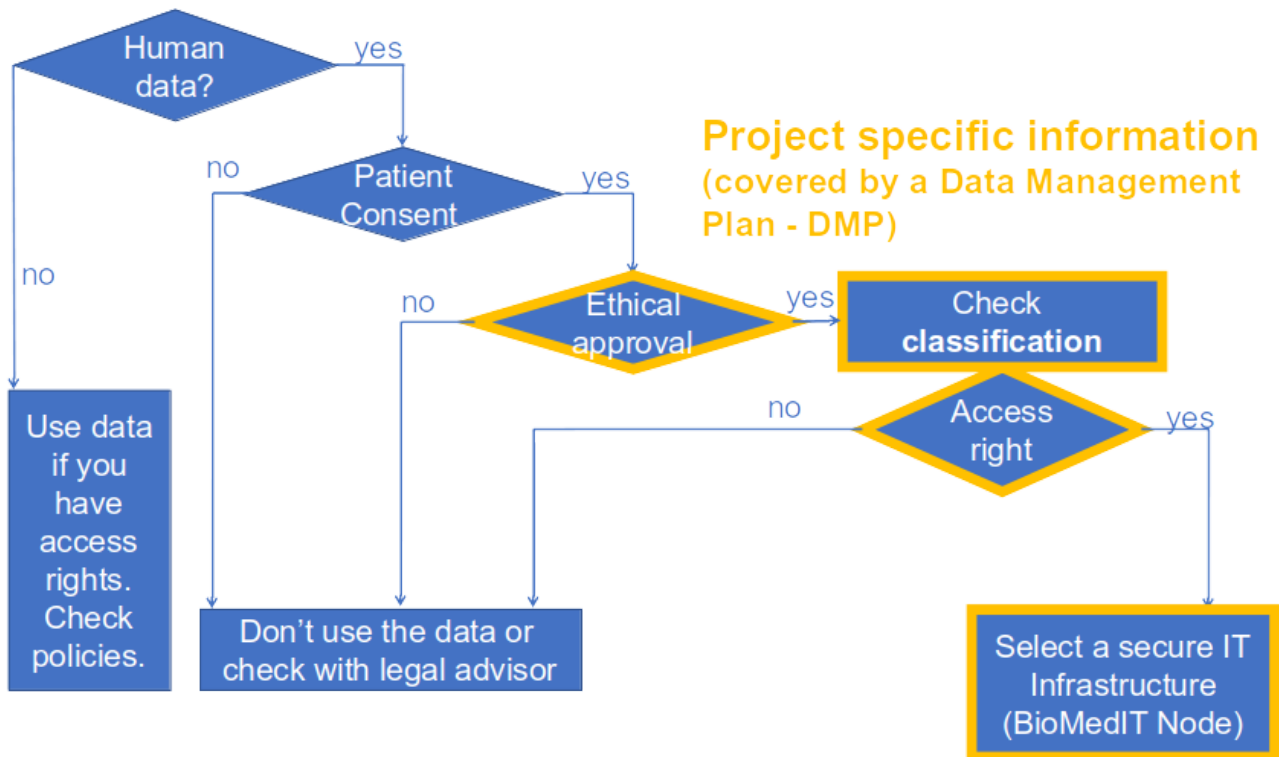 Human
data?
yes
no
Patient
Consent
no
yes
Project specific information
(covered by a Data Management
Plan - DMP)
Ethical
approval
no
yes
Check
classification
Access
right
no
yes
Use data
if you
have
access
rights.
Check
policies.
Don’t use the data or
check with legal advisor
Select a secure IT
Infrastructure
(BioMedIT Node)